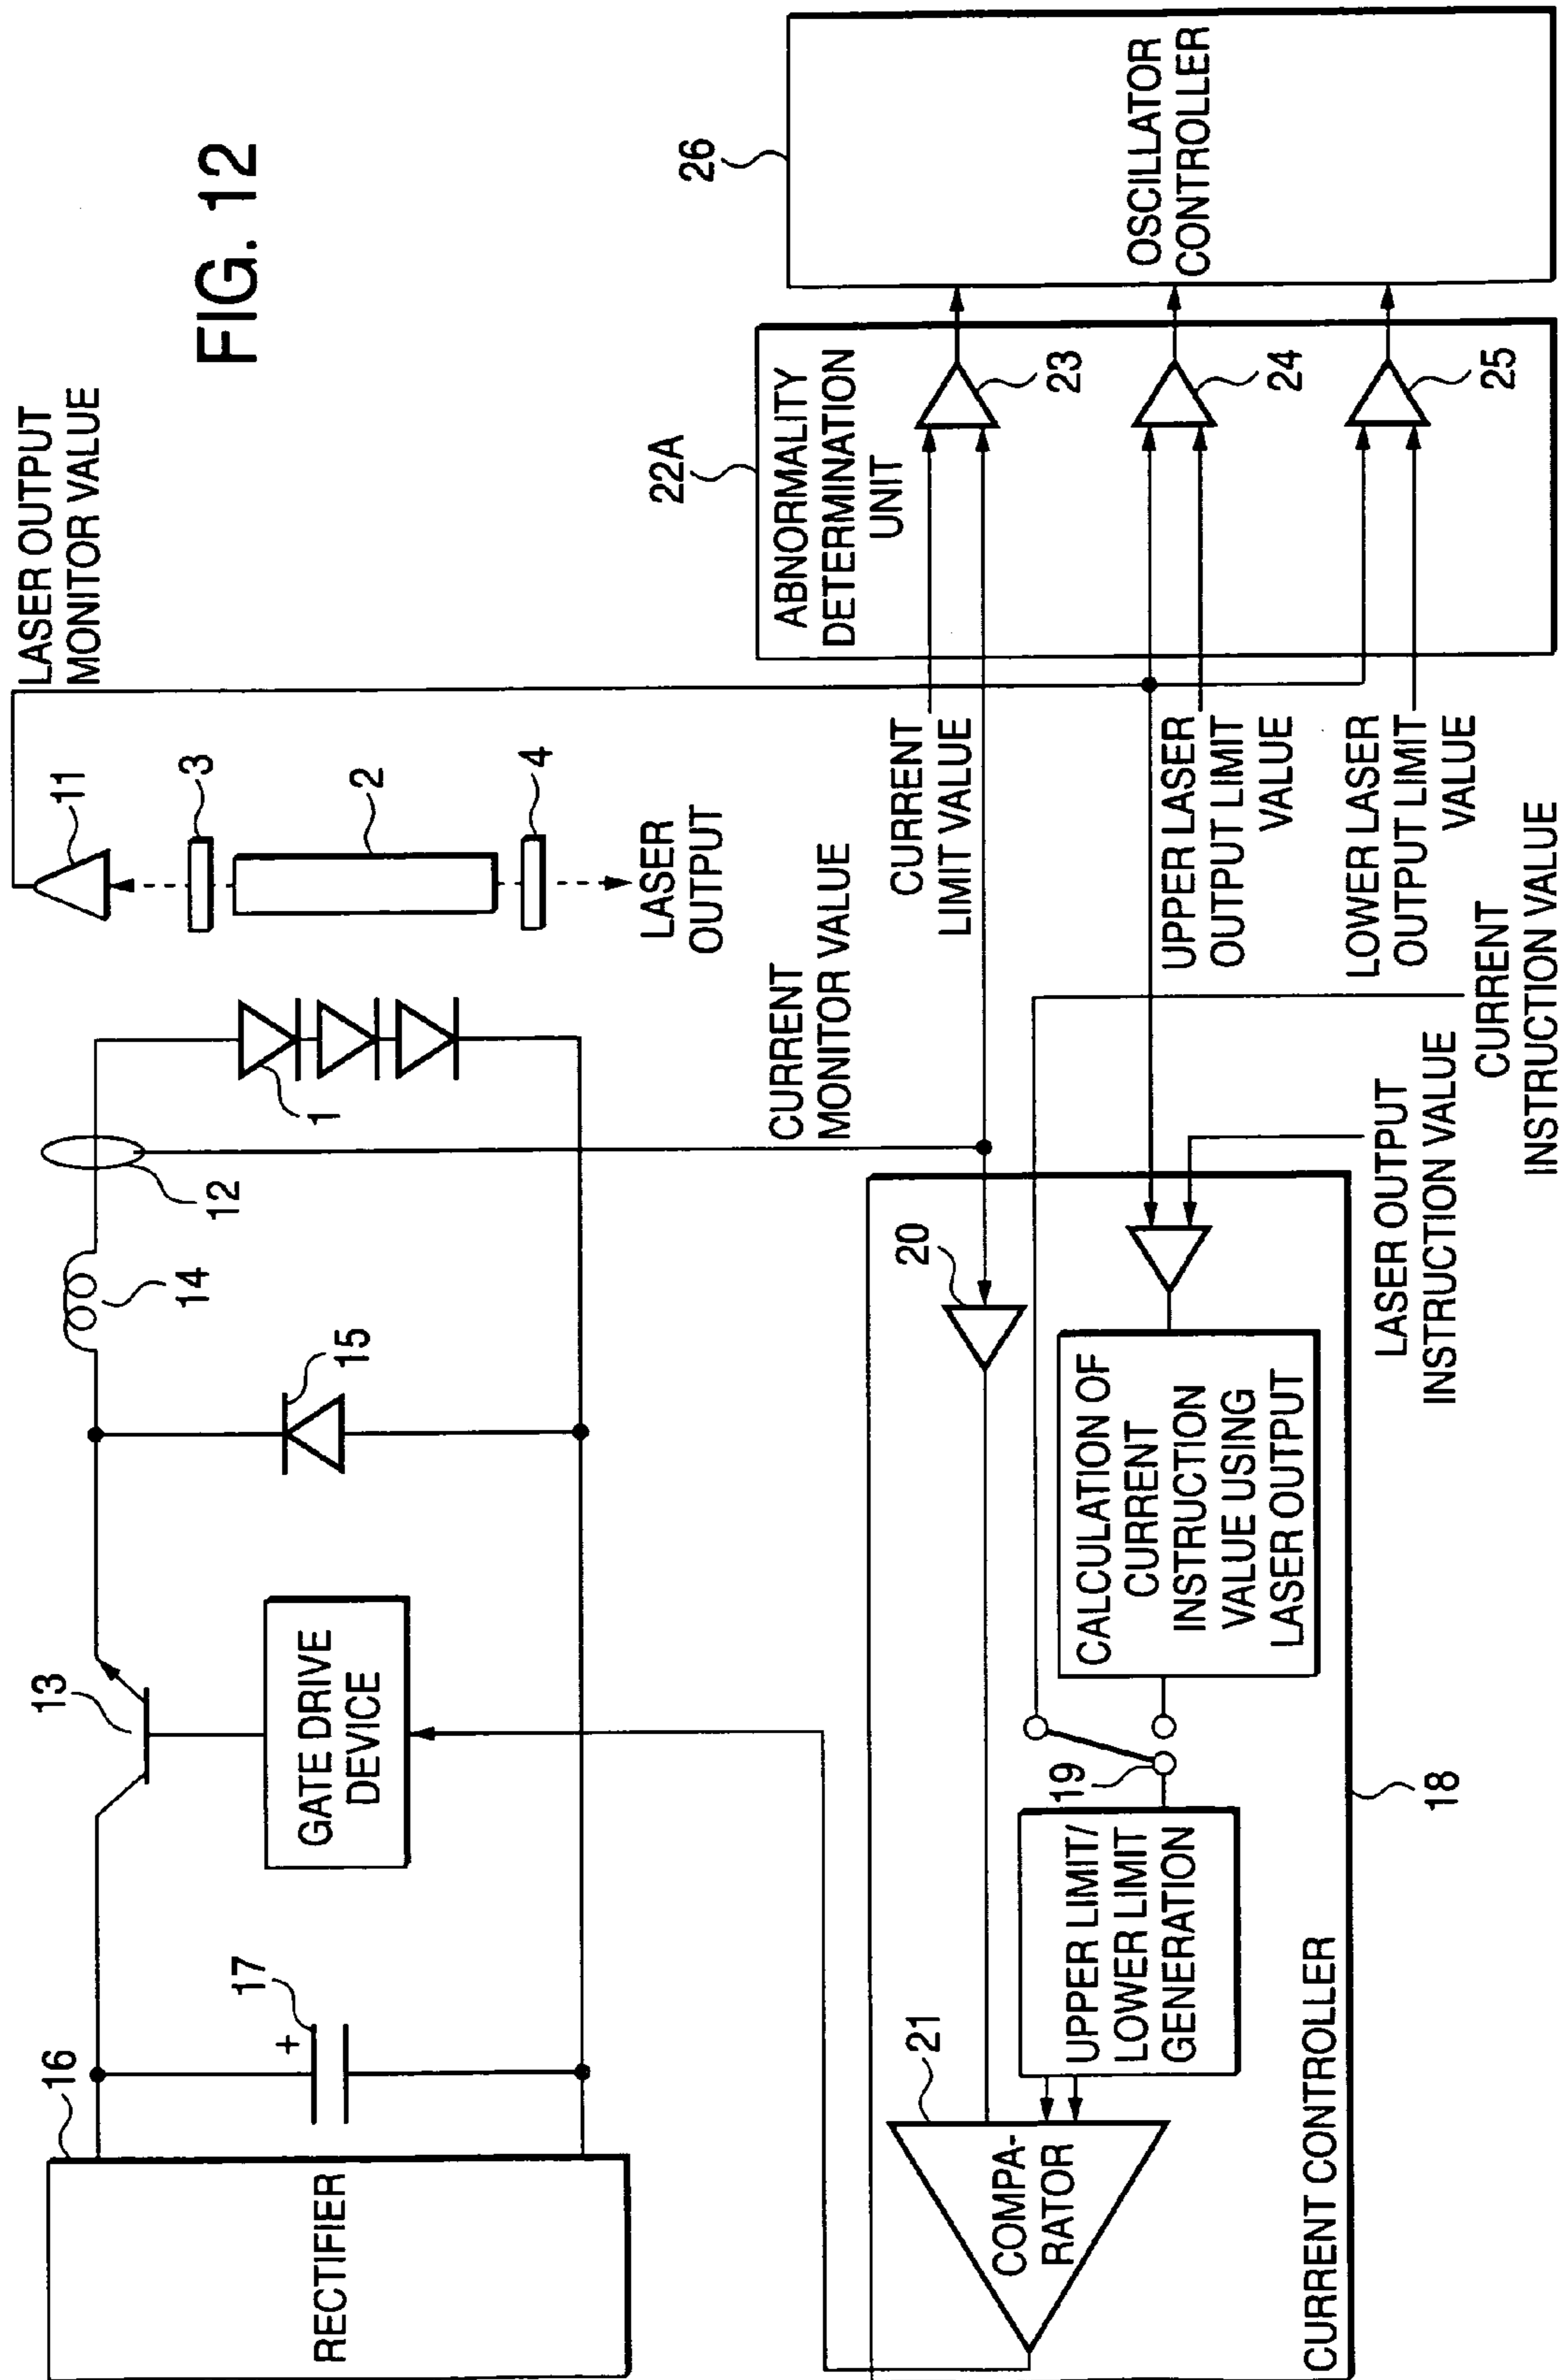 FIG. 12
16
RECTIFIER
17
+
13
GATE DRIVE
DEVICE
15
14
12
1
11
3
2
4
LASER
OUTPUT
LASER OUTPUT
MONITOR VALUE
CURRENT
MONITOR VALUE
22A
ABNORMALITY
DETERMINATION
UNIT
23
24
25
26
OSCILLATOR
CONTROLLER
CURRENT
LIMIT VALUE
UPPER LASER
OUTPUT LIMIT
VALUE
LOWER LASER
OUTPUT LIMIT
VALUE
CURRENT
INSTRUCTION VALUE
LASER OUTPUT
INSTRUCTION VALUE
20
21
COMPA-
RATOR
UPPER LIMIT/
LOWER LIMIT
GENERATION
19
CALCULATION OF
CURRENT
INSTRUCTION
VALUE USING
LASER OUTPUT
CURRENT CONTROLLER
18